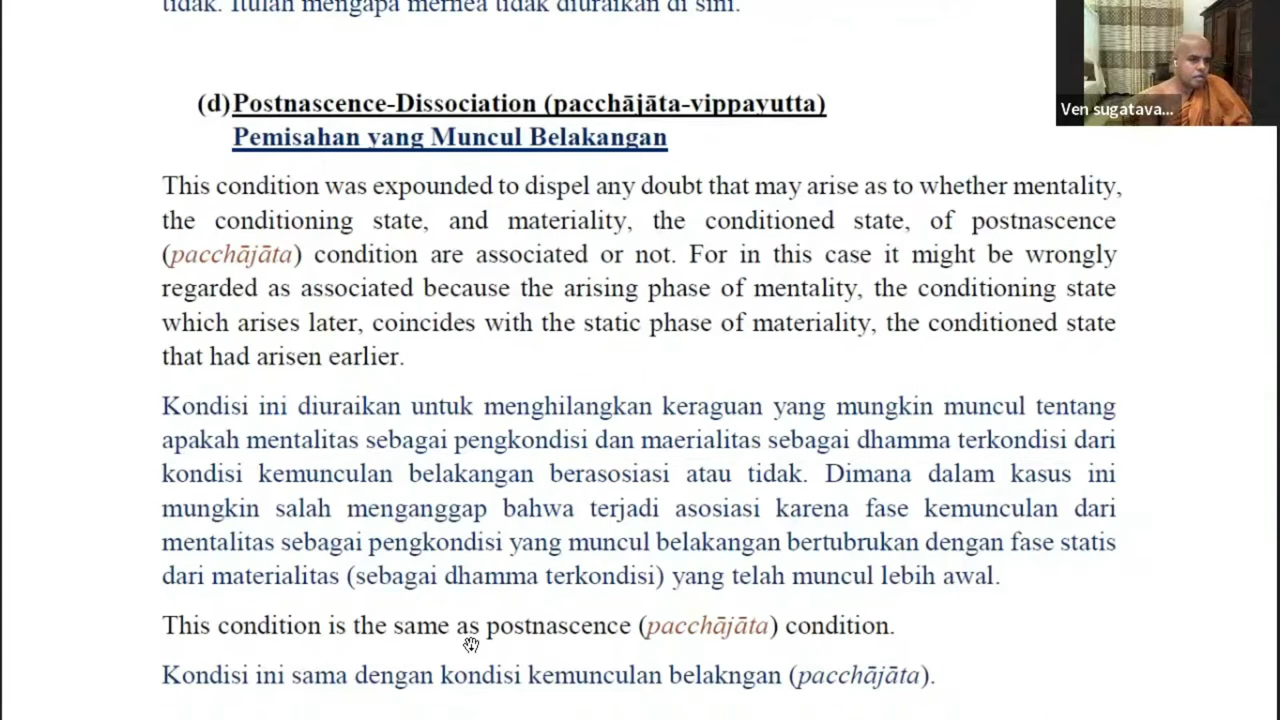 tidak. Itulah mengapa mernea tidak diuraikan di sini.
Ven sugatava...
(d)Postnascence-Dissociation (pacchājāta-vippayutta)
Pemisahan yang Muncul Belakangan
This condition was expounded to dispel any doubt that may arise as to whether mentality,
the conditioning state, and materiality, the conditioned state, of postnascence
(pacchājāta) condition are associated or not. For in this case it might be wrongly
regarded as associated because the arising phase of mentality, the conditioning state
which arises later, coincides with the static phase of materiality, the conditioned state
that had arisen earlier.
Kondisi ini diuraikan untuk menghilangkan keraguan yang mungkin muncul tentang
apakah mentalitas sebagai pengkondisi dan maerialitas sebagai dhamma terkondisi dari
kondisi kemunculan belakangan berasosiasi atau tidak. Dimana dalam kasus ini
mungkin salah menganggap bahwa terjadi asosiasi karena fase kemunculan dari
mentalitas sebagai pengkondisi yang muncul belakangan bertubrukan dengan fase statis
dari materialitas (sebagai dhamma terkondisi) yang telah muncul lebih awal.
This condition is the same as postnascence (pacchājāta) condition.
Kondisi ini sama dengan kondisi kemunculan belakngan (pacchājāta).